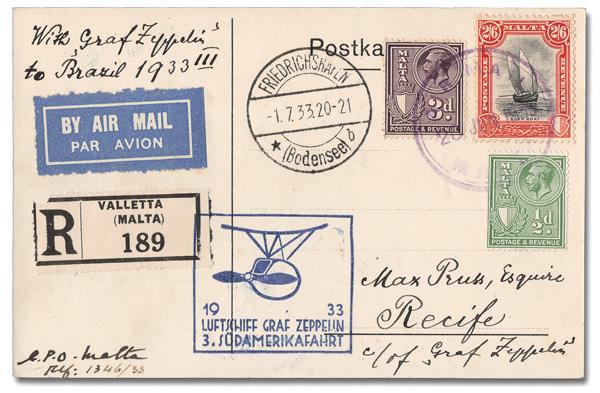 With "Graf Zeppelin"
to Brazil 1933 III
Postka
BY AIR MAIL
PAR AVION
FRIEDRICHSHAFEN
-1.7.33.20-21
(Bodensee) b
MALTA
3d
POSTAGE & REVENUE
2/6 MALTA 2/6
POSTAGE
REVENUE
MALTA
½d.
POSTAGE & REVENUE
R
VALLETTA
(MALTA)
189
19 33
LUFTSCHIFF GRAF ZEPPELIN
3. SÜDAMERIKAFAHRT
Max Pruss, Esquire
Recife
c/of "Graf Zeppelin"
G.P.O. Malta
Ref: 1346/33